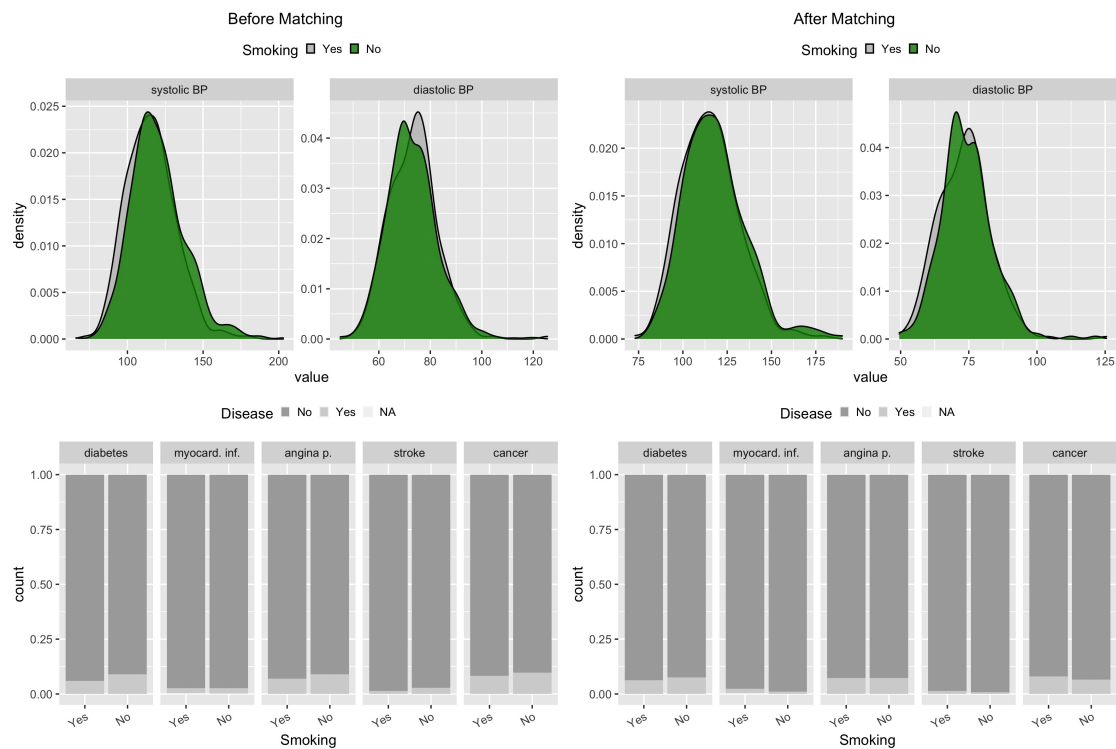 Before Matching
Smoking Yes No
systolic BP diastolic BP
density
0.025
0.020
0.015
0.010
0.005
0.000
100 150 200
0.04
0.03
0.02
0.01
0.00
60 80 100 120
value
Disease No Yes NA
diabetes myocard. inf. angina p. stroke cancer
count
1.00
0.75
0.50
0.25
0.00
Yes No Yes No Yes No Yes No Yes No
Smoking
After Matching
Smoking Yes No
systolic BP diastolic BP
density
0.020
0.015
0.010
0.005
0.000
75 100 125 150 175
0.04
0.03
0.02
0.01
0.00
50 75 100 125
value
Disease No Yes NA
diabetes myocard. inf. angina p. stroke cancer
count
1.00
0.75
0.50
0.25
0.00
Yes No Yes No Yes No Yes No Yes No
Smoking